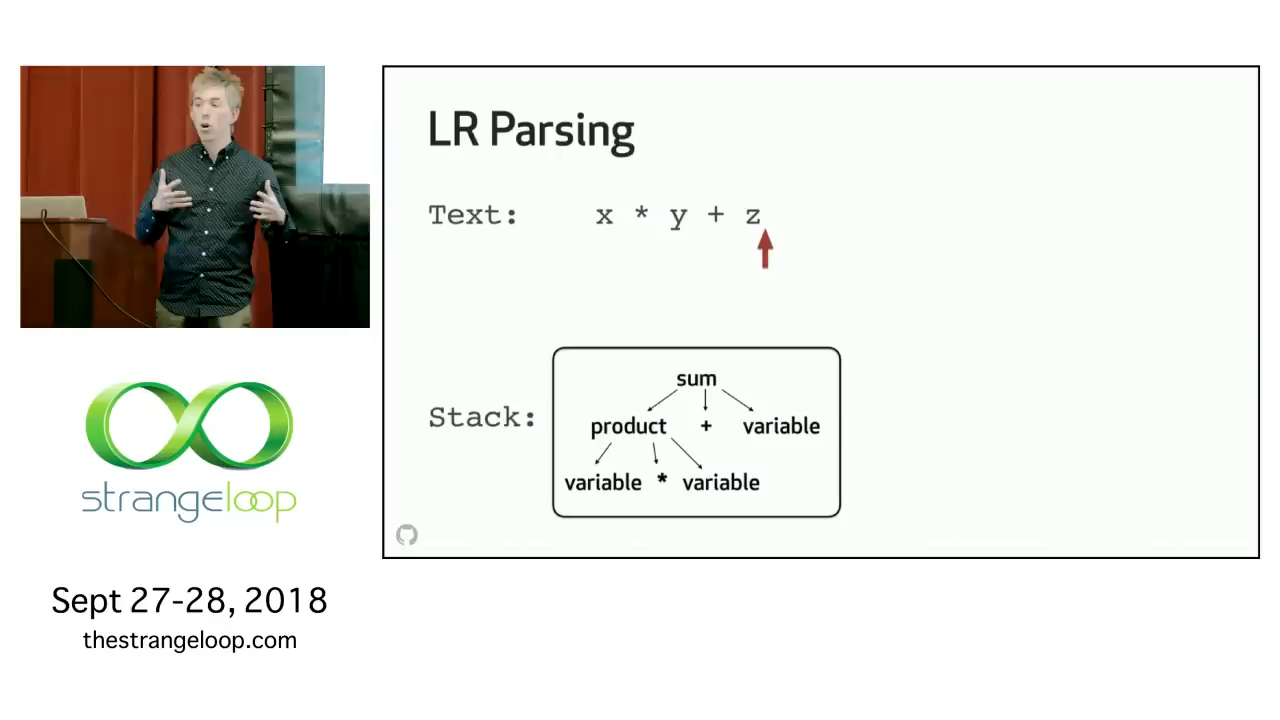 LR Parsing
Text: x * y + z
Stack:
sum
product + variable
variable * variable
strangeloop
Sept 27-28, 2018
thestrangeloop.com